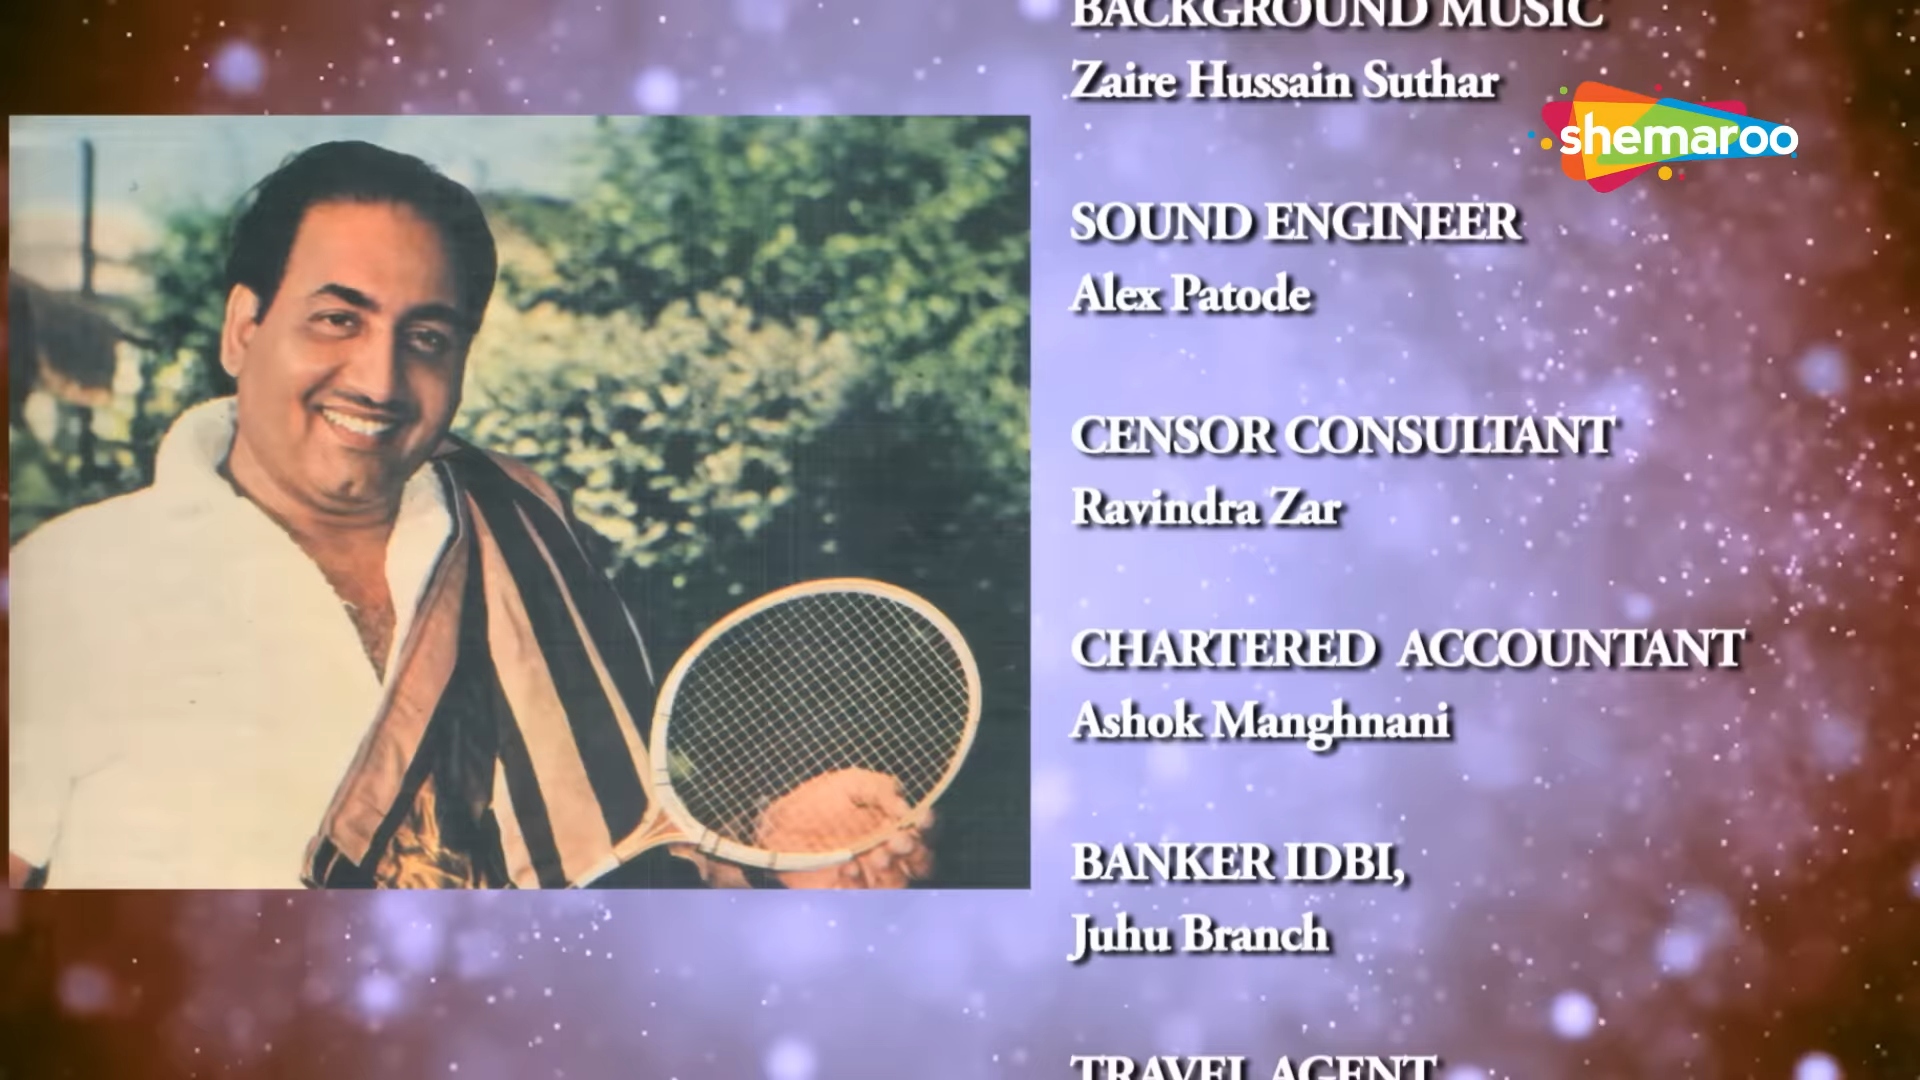 BACKGROUND MUSIC
Zaire Hussain Suthar
shemaroo
SOUND ENGINEER
Alex Patode
CENSOR CONSULTANT
Ravindra Zar
CHARTERED ACCOUNTANT
Ashok Manghnani
BANKER IDBI,
Juhu Branch
TRAVEL AGENT